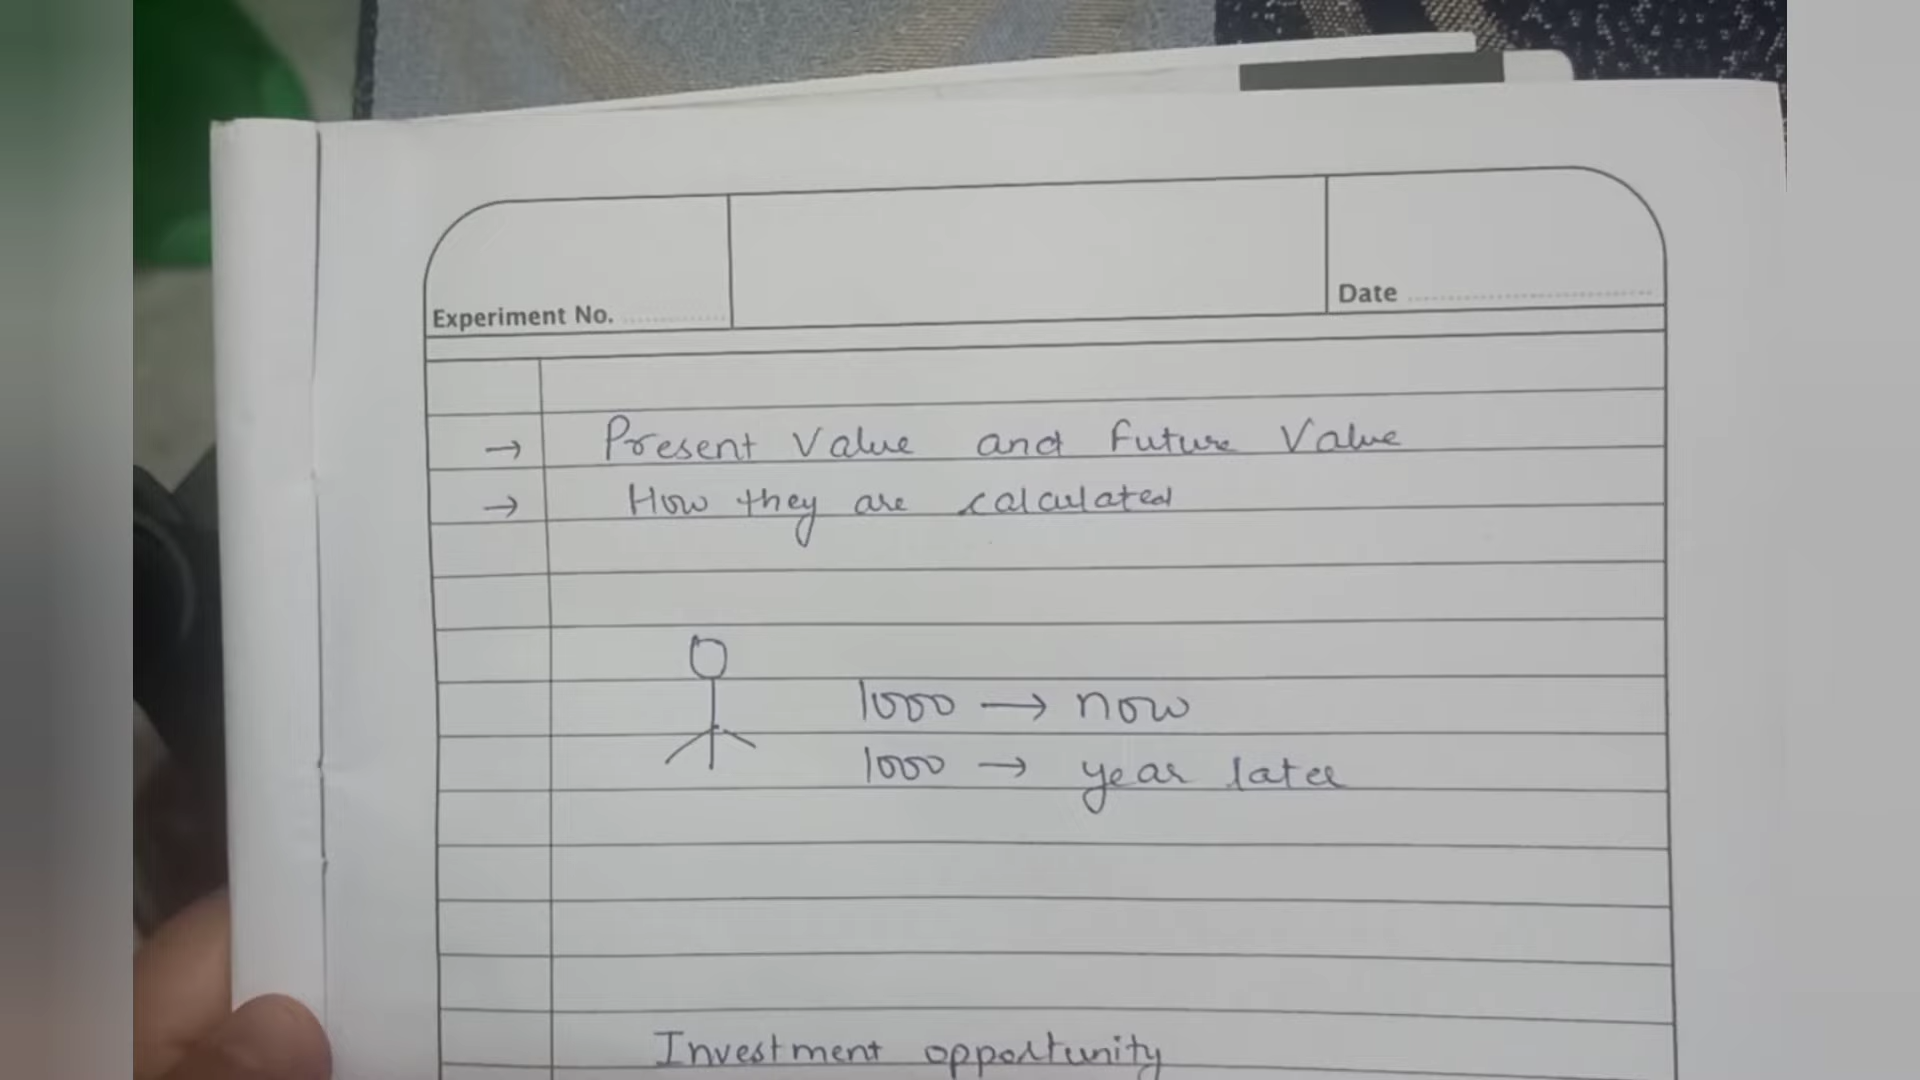 Experiment No.
Date
→ Present Value and Future Value
→ How they are calculated
1000 → now
1000 → year later
Investment opportunity